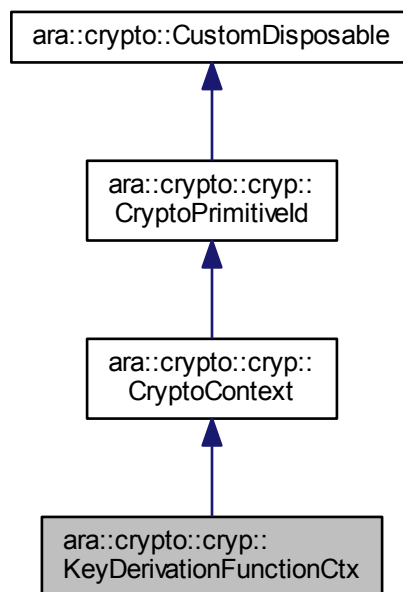 ara::crypto::CustomDisposable
ara::crypto::cryp::
CryptoPrimitiveId
ara::crypto::cryp::
CryptoContext
ara::crypto::cryp::
KeyDerivationFunctionCtx